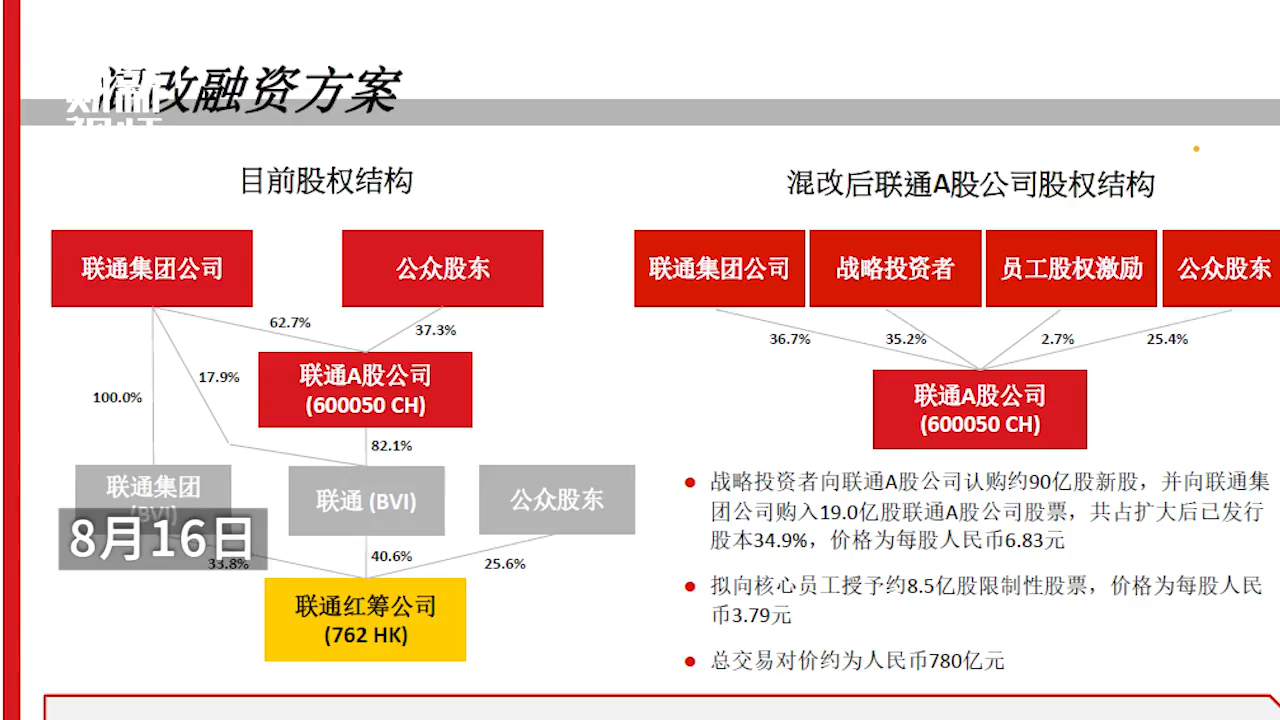 混改融资方案
财新
目前股权结构
混改后联通A股公司股权结构
联通集团公司
公众股东
62.7%
37.3%
联通A股公司
(600050 CH)
100.0%
17.9%
82.1%
联通集团
(BVI)
联通 (BVI)
公众股东
8月16日
33.8%
40.6%
25.6%
联通红筹公司
(762 HK)
联通集团公司
战略投资者
员工股权激励
公众股东
36.7%
35.2%
2.7%
25.4%
联通A股公司
(600050 CH)
战略投资者向联通A股公司认购约90亿股新股，并向联通集
团公司购入19.0亿股联通A股公司股票，共占扩大后已发行
股本34.9%，价格为每股人民币6.83元
拟向核心员工授予约8.5亿股限制性股票，价格为每股人民
币3.79元
总交易对价约为人民币780亿元